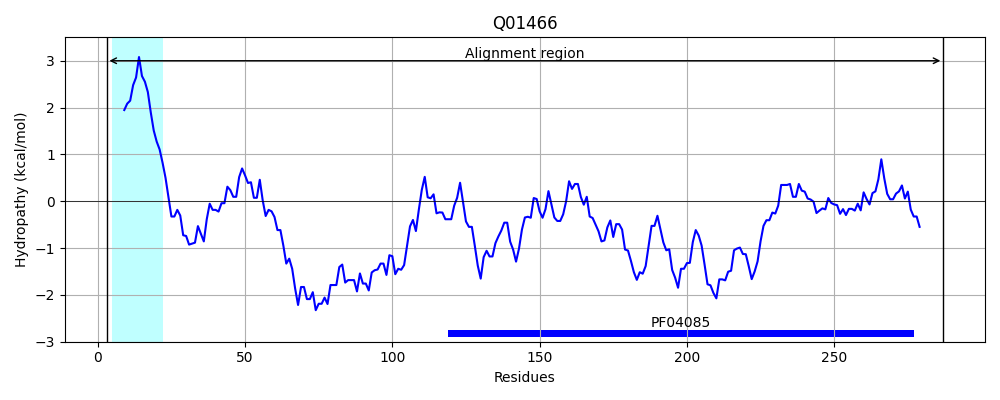 Q01466
Alignment region
3
2
1
0
−1
−2
−3
Hydropathy (kcal/mol)
PF04085
0 50 100 150 200 250
Residues